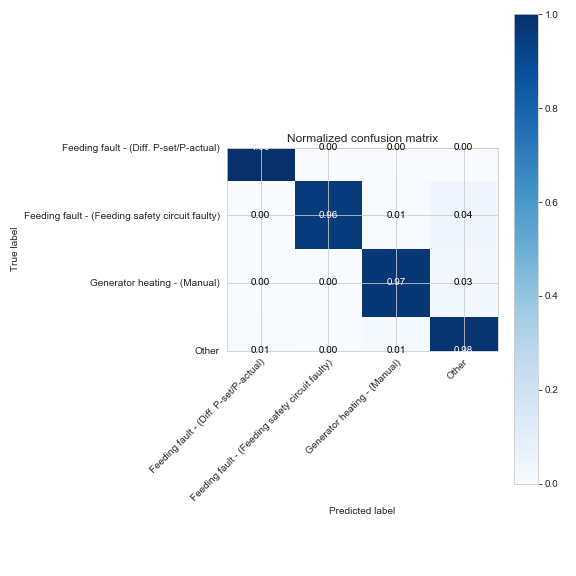 Normalized confusion matrix
1.0
0.8
0.6
0.4
0.2
0.0
True label
Feeding fault - (Diff. P-set/P-actual) 0.00 0.00 0.00
Feeding fault - (Feeding safety circuit faulty) 0.00 0.96 0.01 0.04
Generator heating - (Manual) 0.00 0.00 0.97 0.03
Other 0.01 0.00 0.01 0.98
Feeding fault - (Diff. P-set/P-actual)
Feeding fault - (Feeding safety circuit faulty)
Generator heating - (Manual)
Other
Predicted label